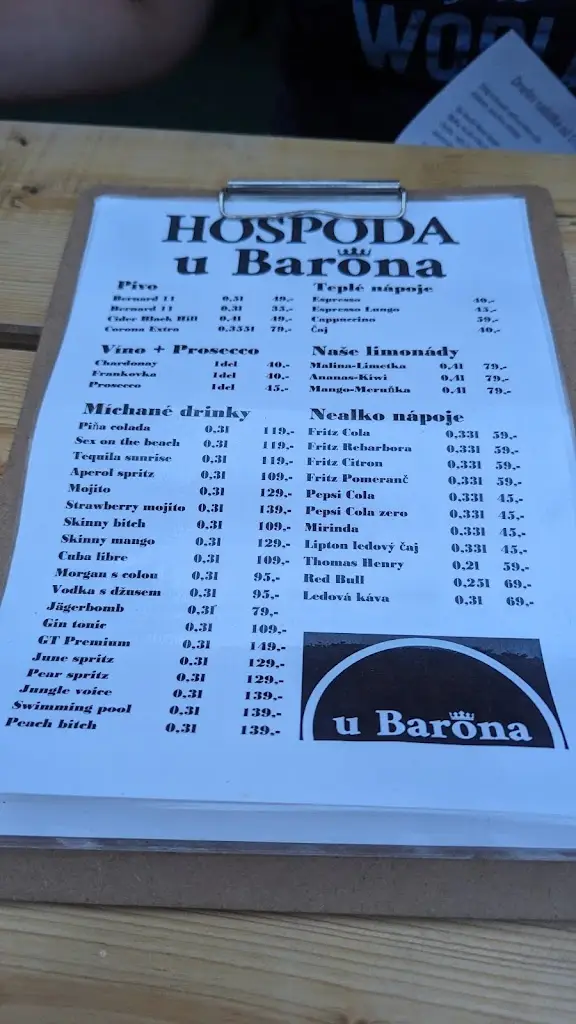 WORL
HOSPODA
u Barona
Pivo
Bernard 11 0,5l 49,-
Bernard 11 0,3l 35,-
Cider Black Hill 0,4l 49,-
Corona Extra 0,355l 79,-
Víno + Prosecco
Chardonay 1dcl 40,-
Frankovka 1dcl 40,-
Prosecco 1dcl 45,-
Míchané drinky
Piña colada 0,3l 119,-
Sex on the beach 0,3l 119,-
Tequila sunrise 0,3l 119,-
Aperol spritz 0,3l 109,-
Mojito 0,3l 129,-
Strawberry mojito 0,3l 139,-
Skinny bitch 0,3l 109,-
Skinny mango 0,3l 129,-
Cuba libre 0,3l 109,-
Morgan s colou 0,3l 95,-
Vodka s džusem 0,3l 95,-
Jägerbomb 0,3l 79,-
Gin tonic 0,3l 109,-
GT Premium 0,3l 149,-
June spritz 0,3l 129,-
Pear spritz 0,3l 129,-
Jungle voice 0,3l 139,-
Swimming pool 0,3l 139,-
Peach bitch 0,3l 139,-
Teplé nápoje
Espresso 40,-
Espresso Lungo 45,-
Cappuccino 59,-
Čaj 40,-
Naše limonády
Malina-Limetka 0,4l 79,-
Ananas-Kiwi 0,4l 79,-
Mango-Meruňka 0,4l 79,-
Nealko nápoje
Fritz Cola 0,33l 59,-
Fritz Rebarbora 0,33l 59,-
Fritz Citron 0,33l 59,-
Fritz Pomeranč 0,33l 59,-
Pepsi Cola 0,33l 45,-
Pepsi Cola zero 0,33l 45,-
Mirinda 0,33l 45,-
Lipton ledový čaj 0,33l 45,-
Thomas Henry 0,2l 59,-
Red Bull 0,25l 69,-
Ledová káva 0,3l 69,-
u Barona